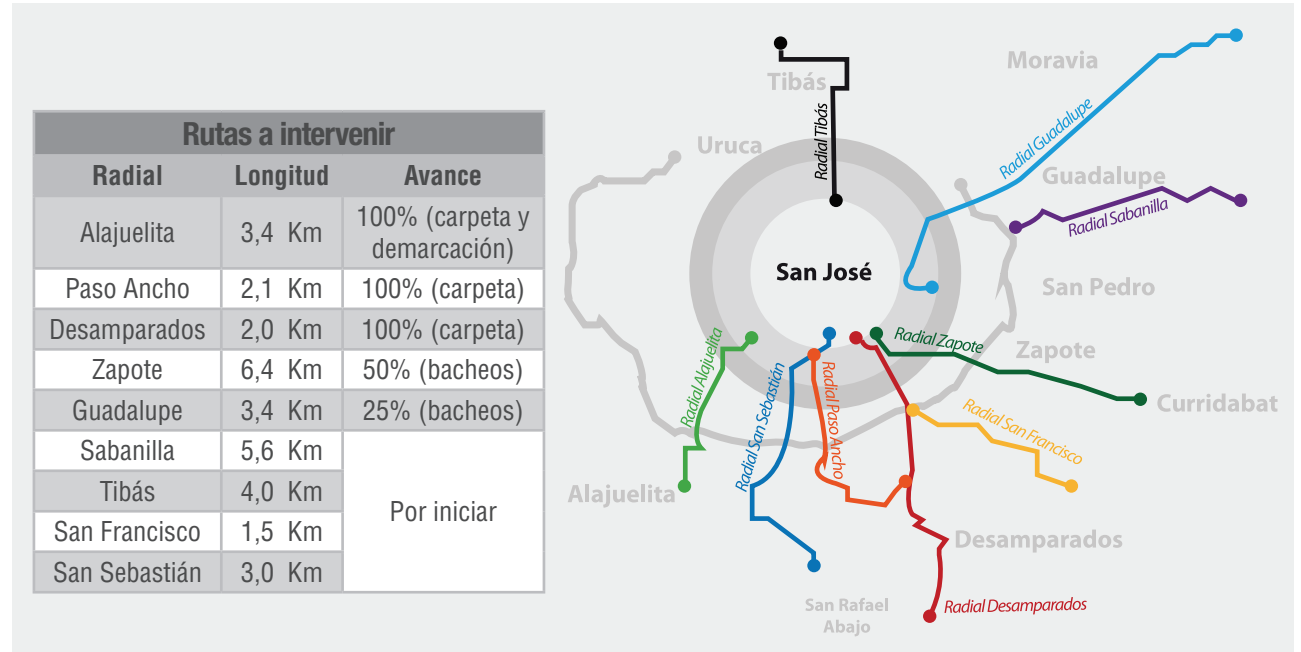 Rutas a intervenir
Radial Longitud Avance
Alajuelita 3,4 Km 100% (carpeta y
demarcación)
Paso Ancho 2,1 Km 100% (carpeta)
Desamparados 2,0 Km 100% (carpeta)
Zapote 6,4 Km 50% (bacheos)
Guadalupe 3,4 Km 25% (bacheos)
Sabanilla 5,6 Km
Tibás 4,0 Km
Por iniciar
San Francisco 1,5 Km
San Sebastián 3,0 Km
Moravia
Tibás
Radial Tibás
Radial Guadalupe
Uruca
Guadalupe
Radial Sabanilla
San José
San Pedro
Radial Zapote
Zapote
Radial Alajuelita
Radial San Sebastián
Radial Paso Ancho
Curridabat
Radial San Francisco
Alajuelita
Desamparados
San Rafael
Abajo
Radial Desamparados